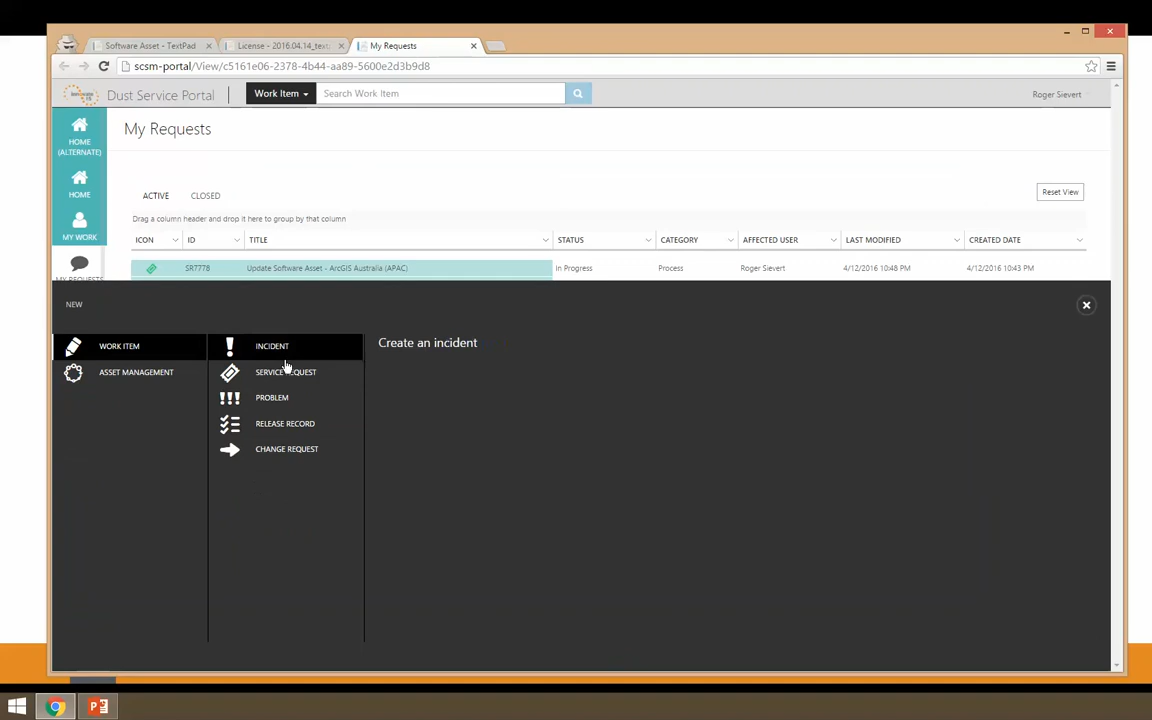 Software Asset - TextPad
License - 2016.04.14_text
My Requests
scsm-portal/View/c5161e06-2378-4b44-aa89-5600e2d3b9d8
Dust Service Portal
Work Item
Search Work Item
Roger Sievert
HOME
(ALTERNATE)
HOME
MY WORK
MY REQUESTS
My Requests
ACTIVE CLOSED
Reset View
Drag a column header and drop it here to group by that column
ICON ID TITLE STATUS CATEGORY AFFECTED USER LAST MODIFIED CREATED DATE
SR7778 Update Software Asset - ArcGIS Australia (APAC) In Progress Process Roger Sievert 4/12/2016 10:48 PM 4/12/2016 10:43 PM
NEW
WORK ITEM
ASSET MANAGEMENT
INCIDENT
SERVICE REQUEST
PROBLEM
RELEASE RECORD
CHANGE REQUEST
Create an incident